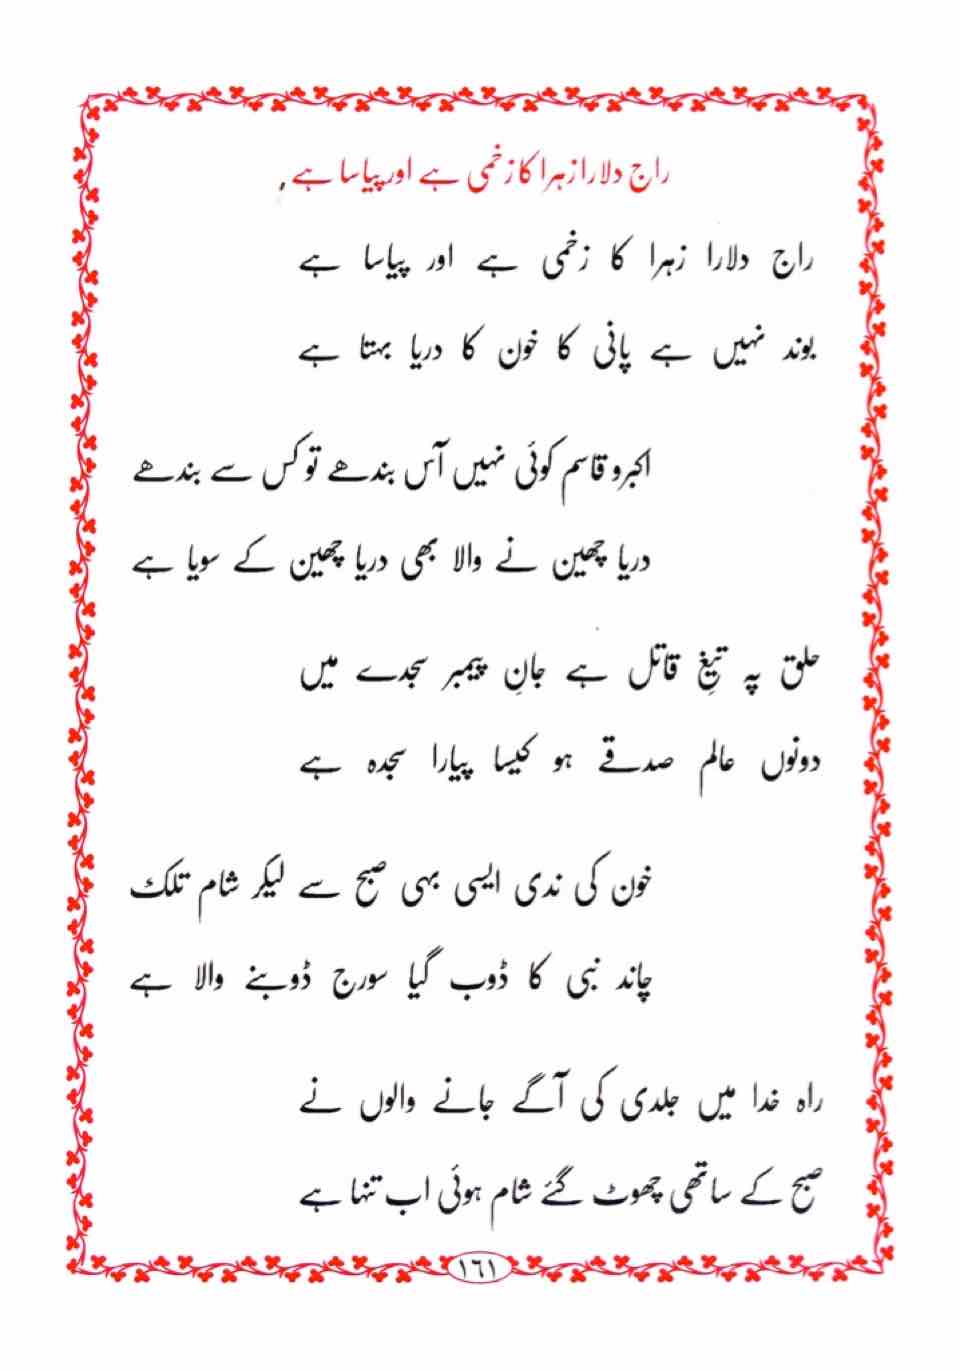 راج دلارا زہرا کا زخمی ہے اور پیاسا ہے
راج دلارا زہرا کا زخمی ہے اور پیاسا ہے
بوند نہیں ہے پانی کا خون کا دریا بہتا ہے
اکبر و قاسم کوئی نہیں آس بندھے تو کس سے بندھے
دریا چھین نے والا بھی دریا چھین کے سویا ہے
حلق پہ تیغِ قاتل ہے جانِ پیمبر سجدے میں
دونوں عالم صدقے ہو کیسا پیارا سجدہ ہے
خون کی ندی ایسی بہی صبح سے لیکر شام تلک
چاند نبی کا ڈوب گیا سورج ڈوبنے والا ہے
راہ خدا میں جلدی کی آگے جانے والوں نے
صبح کے ساتھی چھوٹ گئے شام ہوئی اب تنہا ہے
١٦١